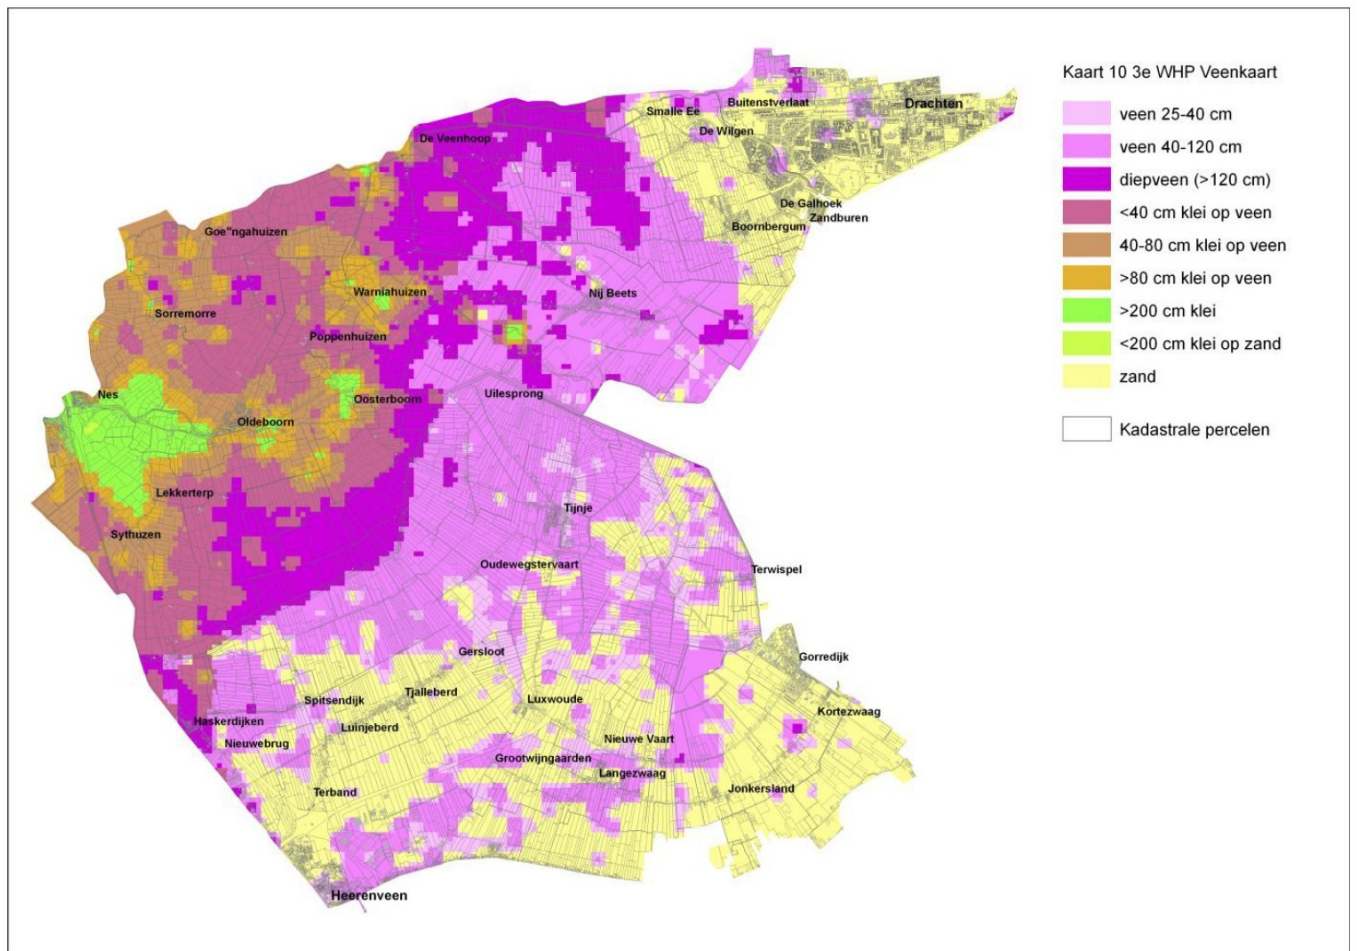 Kaart 10 3e WHP Veenkaart
veen 25-40 cm
veen 40-120 cm
diepveen (>120 cm)
<40 cm klei op veen
40-80 cm klei op veen
>80 cm klei op veen
>200 cm klei
<200 cm klei op zand
zand
Kadastrale percelen
Buitenstverlaat
Drachten
Smalle Ee
De Wilgen
De Veenhoop
De Galhoek
Zandburen
Boornbergum
Goe"ngahuizen
Warniahuizen
Nij Beets
Sorremorre
Poppenhuizen
Nes
Uilesprong
Oosterboorn
Oldeboorn
Lekkerterp
Tijnje
Sythuzen
Oudewegstervaart
Terwispel
Gersloot
Gorredijk
Tjalleberd
Spitsendijk
Luxwoude
Kortezwaag
Haskerdijken
Luinjeberd
Nieuwebrug
Nieuwe Vaart
Grootwijngaarden
Langezwaag
Jonkersland
Terband
Heerenveen